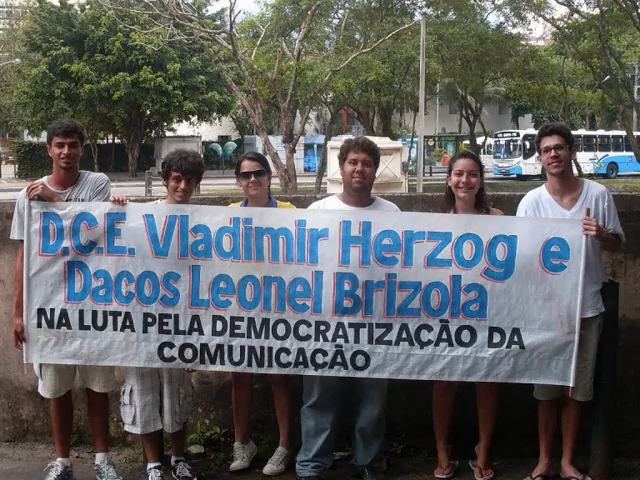 D.C.E. Vladimir Herzog e
Dacos Leonel Brizola
NA LUTA PELA DEMOCRATIZAÇÃO DA
COMUNICAÇÃO